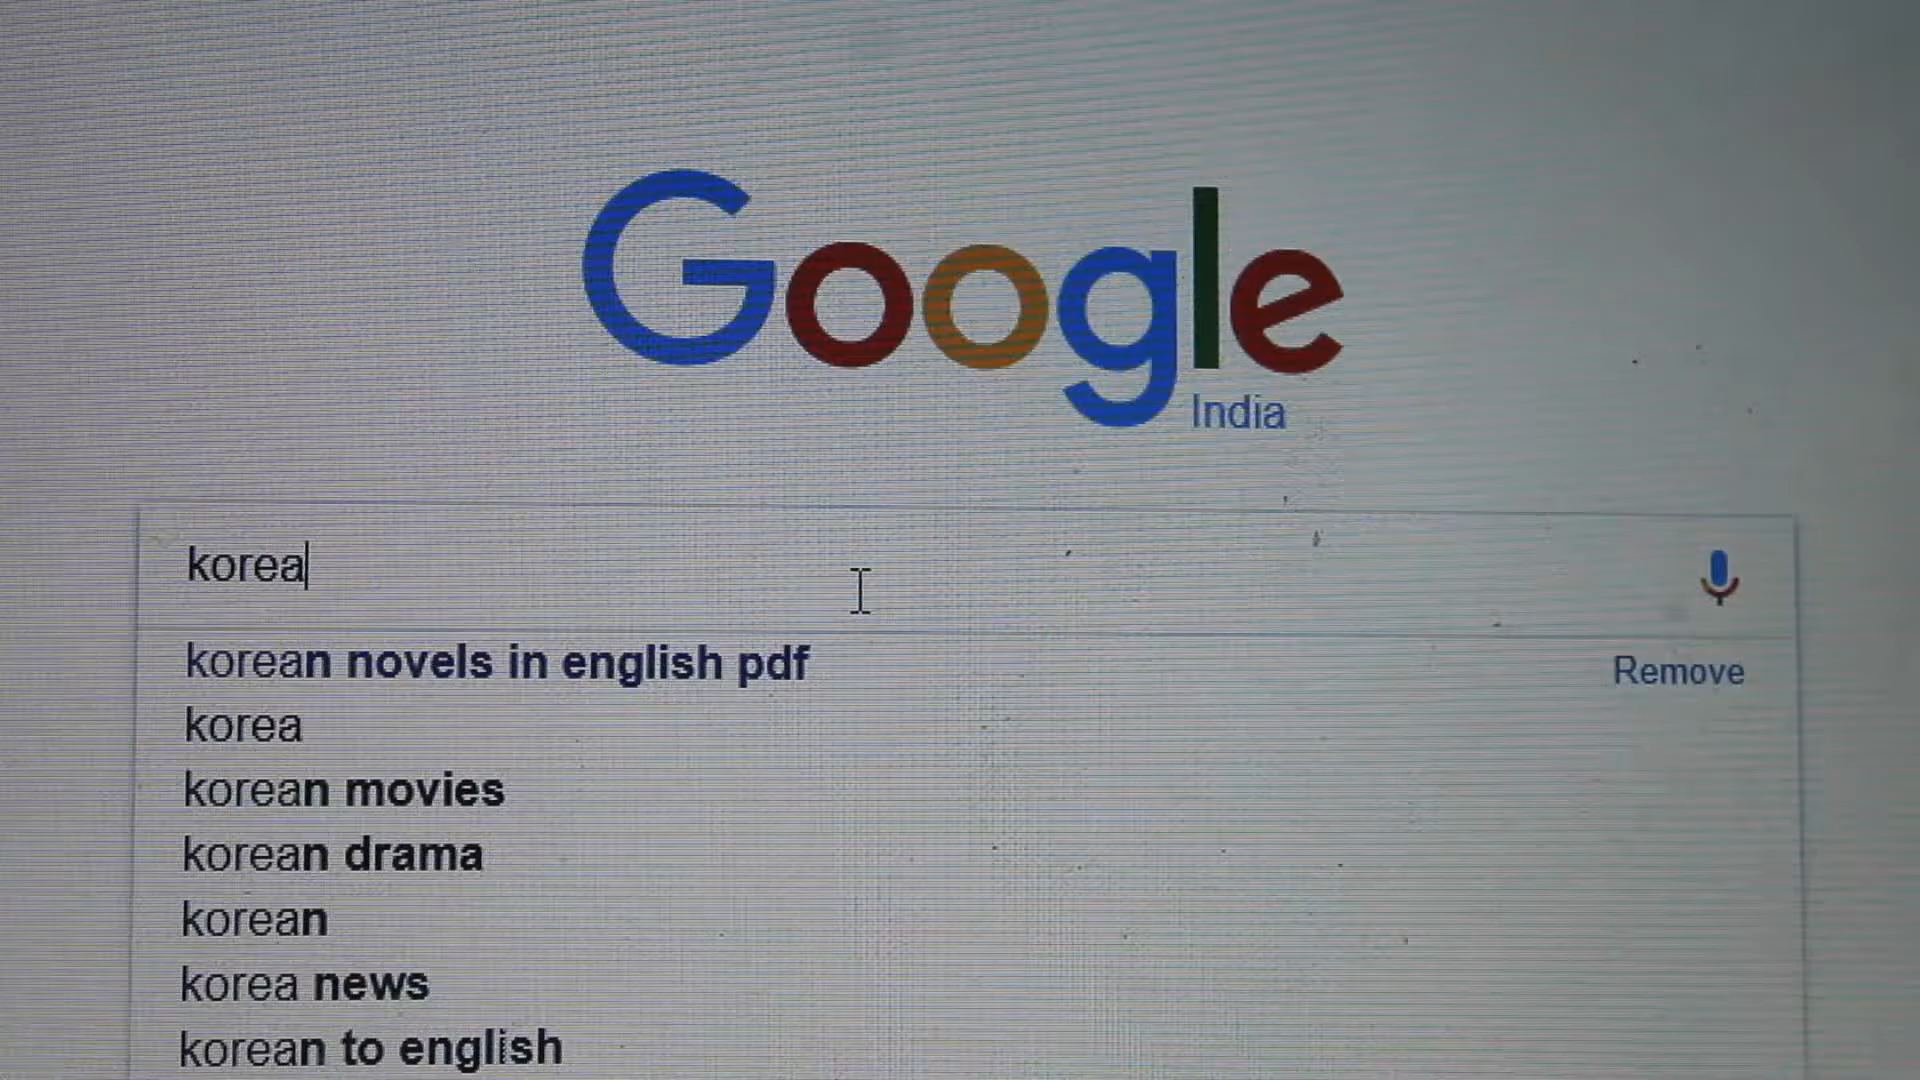 Google
India
korea
korean novels in english pdf
Remove
korea
korean movies
korean drama
korean
korea news
korean to english